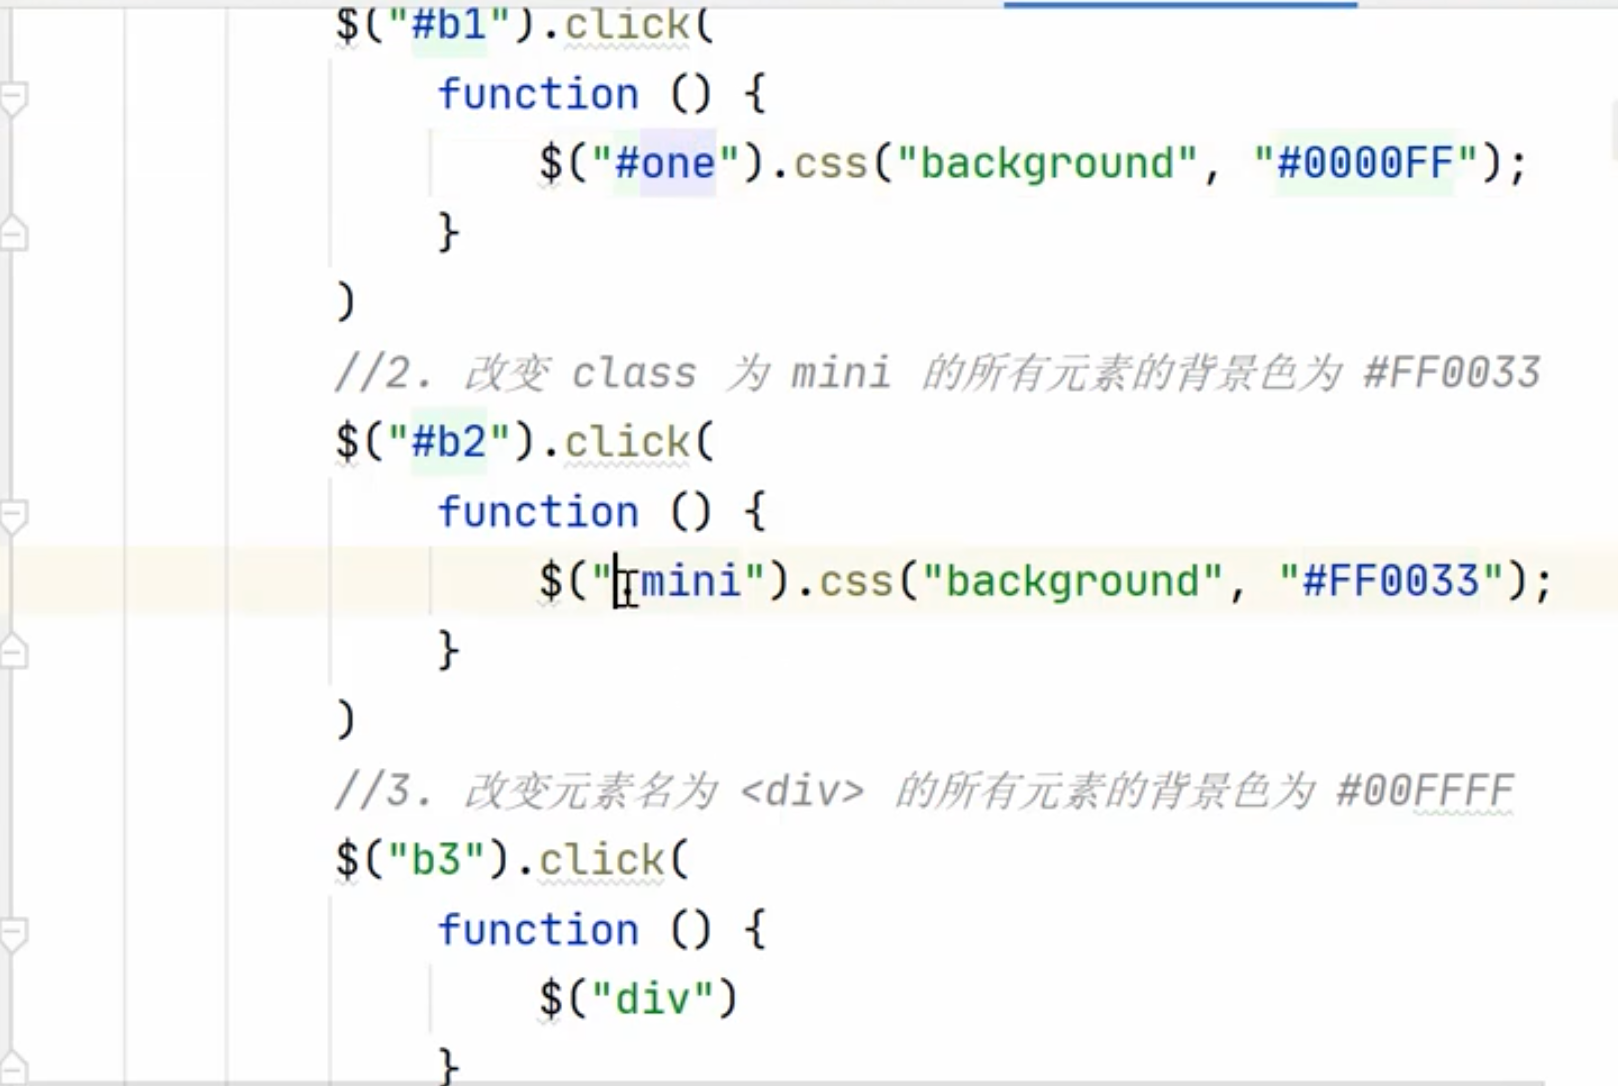 $("#b1").click(
function () {
$("#one").css("background", "#0000FF");
}
)
//2. 改变 class 为 mini 的所有元素的背景色为 #FF0033
$("#b2").click(
function () {
$(".mini").css("background", "#FF0033");
}
)
//3. 改变元素名为 <div> 的所有元素的背景色为 #00FFFF
$("b3").click(
function () {
$("div")
}